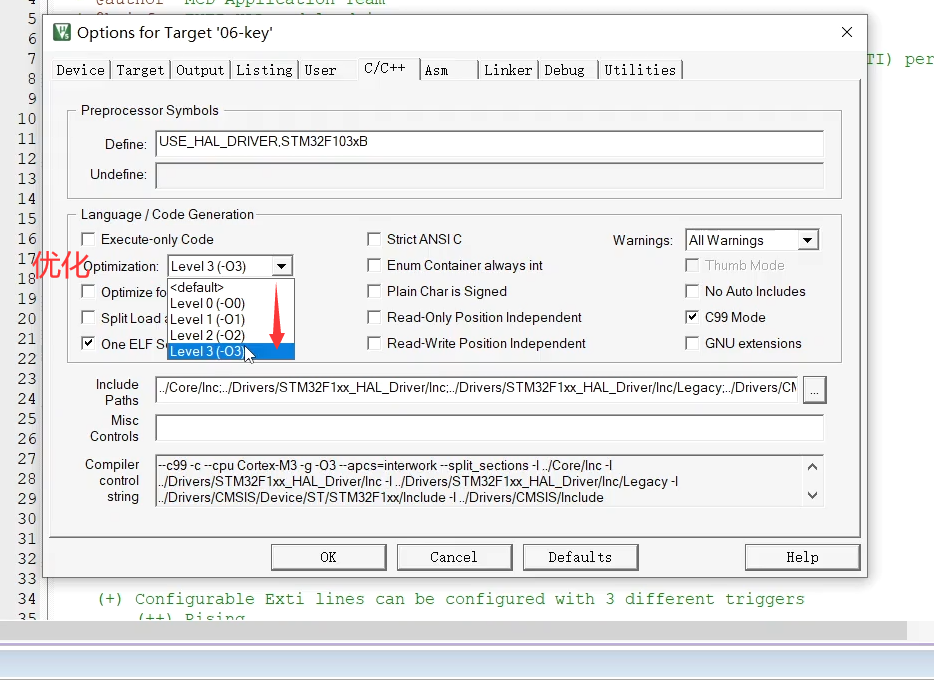 4 @author MCD Application Team
5
Options for Target '06-key'
6
7 TI) per
8
Device Target Output Listing User C/C++ Asm Linker Debug Utilities
9
10
Preprocessor Symbols
11
Define: USE_HAL_DRIVER,STM32F103xB
12
13
Undefine:
14
15
Language / Code Generation
16
Execute-only Code Strict ANSI C Warnings: All Warnings
17
优化
Optimization: Level 3 (-O3) Enum Container always int Thumb Mode
18
<default>
19
Optimize fo Plain Char is Signed No Auto Includes
Level 0 (-O0)
20
Split Load a Level 1 (-O1) Read-Only Position Independent C99 Mode
21
Level 2 (-O2)
One ELF Se Level 3 (-O3) Read-Write Position Independent GNU extensions
22
23
Include Paths ../Core/Inc;../Drivers/STM32F1xx_HAL_Driver/Inc;../Drivers/STM32F1xx_HAL_Driver/Inc/Legacy;../Drivers/CM ...
24
25
Misc Controls
26
27
Compiler control string --c99 -c --cpu Cortex-M3 -g -O3 --apcs=interwork --split_sections -I ../Core/Inc -I
28
../Drivers/STM32F1xx_HAL_Driver/Inc -I ../Drivers/STM32F1xx_HAL_Driver/Inc/Legacy -I
29
../Drivers/CMSIS/Device/ST/STM32F1xx/Include -I ../Drivers/CMSIS/Include
30
31
32
OK Cancel Defaults Help
33
34 (+) Configurable Exti lines can be configured with 3 different triggers
35 (++) Rising